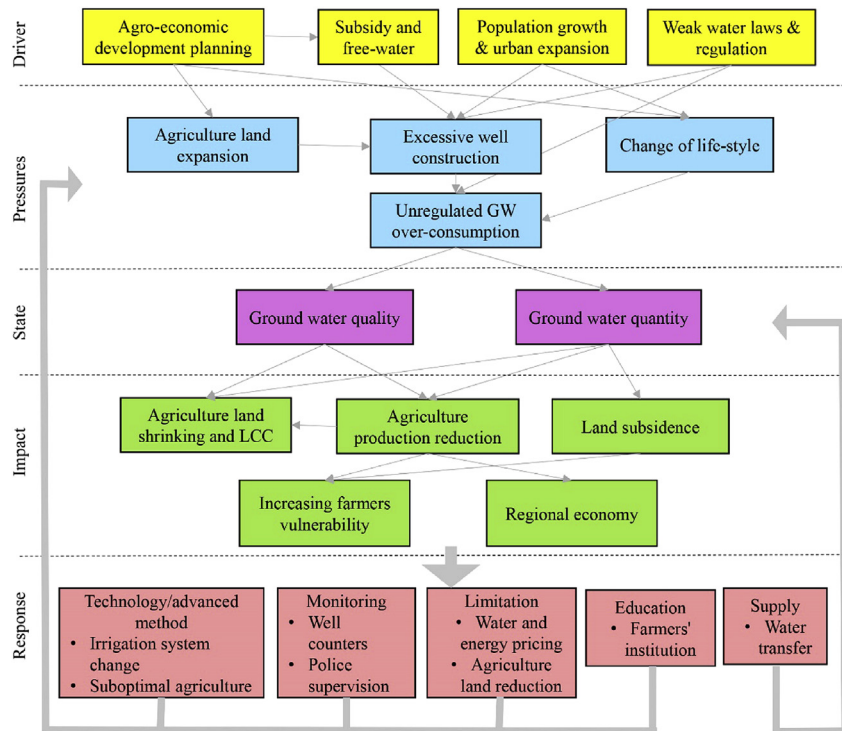 Driver
Agro-economic
development planning
Subsidy and
free-water
Population growth
& urban expansion
Weak water laws &
regulation
Pressures
Agriculture land
expansion
Excessive well
construction
Change of life-style
Unregulated GW
over-consumption
State
Ground water quality
Ground water quantity
Impact
Agriculture land
shrinking and LCC
Agriculture
production reduction
Land subsidence
Increasing farmers
vulnerability
Regional economy
Response
Technology/advanced
method
• Irrigation system
change
• Suboptimal agriculture
Monitoring
• Well
counters
• Police
supervision
Limitation
• Water and
energy pricing
• Agriculture
land reduction
Education
• Farmers'
institution
Supply
• Water
transfer